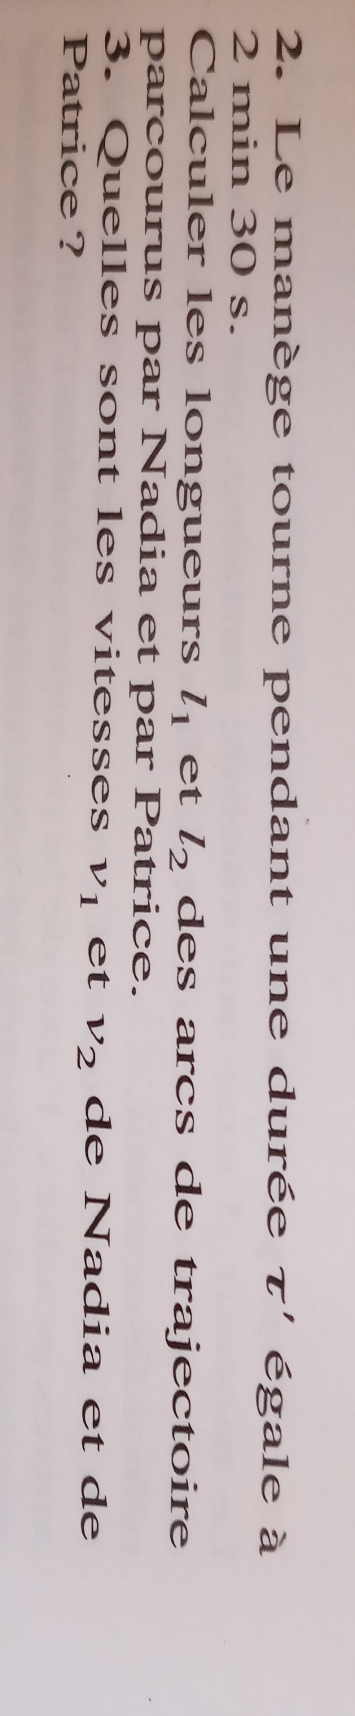 2. Le manège tourne pendant une durée τ' égale à
2 min 30 s.
Calculer les longueurs l₁ et l₂ des arcs de trajectoire
parcourus par Nadia et par Patrice.
3. Quelles sont les vitesses v₁ et v₂ de Nadia et de
Patrice ?